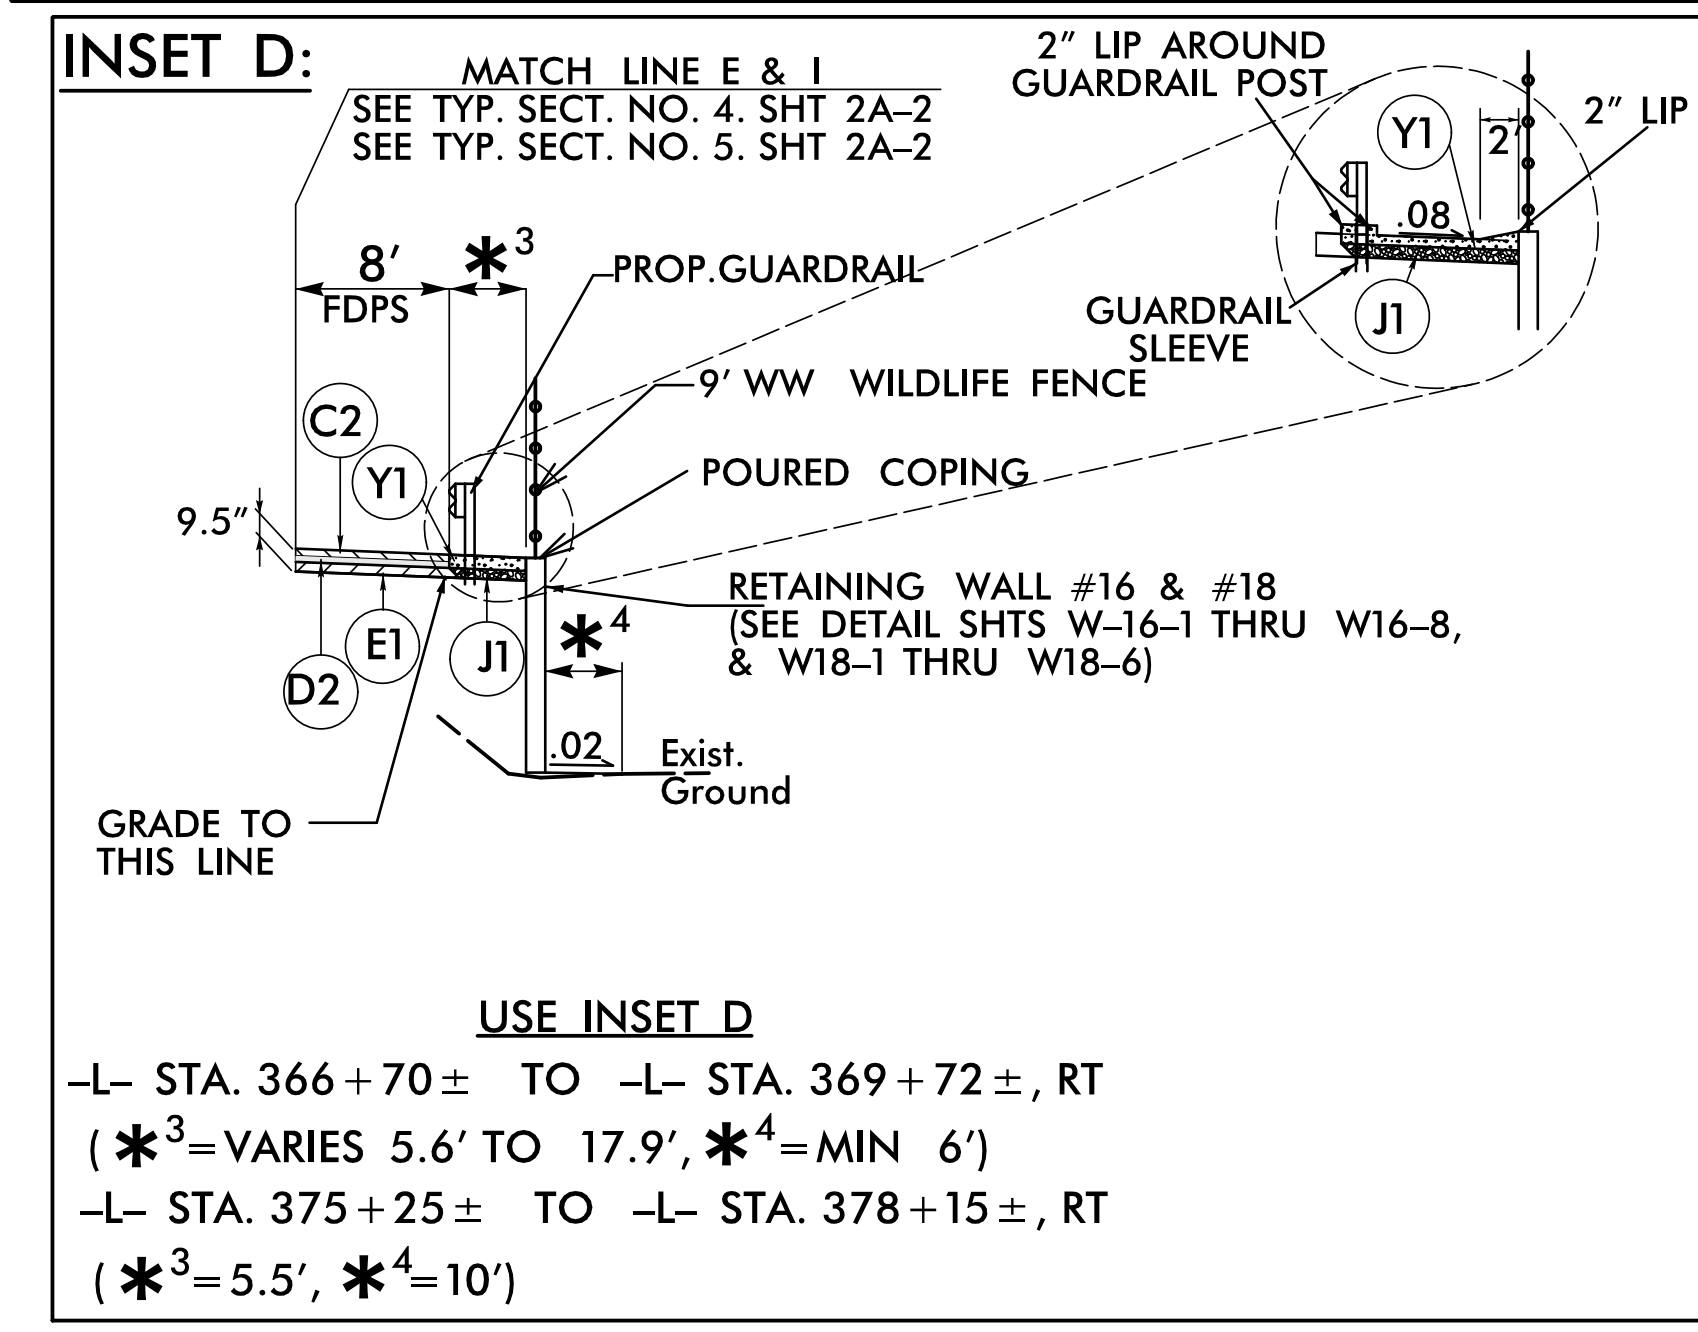 INSET D:
MATCH LINE E & I
SEE TYP. SECT. NO. 4. SHT 2A-2
SEE TYP. SECT. NO. 5. SHT 2A-2
2" LIP AROUND
GUARDRAIL POST
Y1
2'
2" LIP
.08
GUARDRAIL
SLEEVE
J1
8'
FDPS
*3
PROP.GUARDRAIL
9' WW WILDLIFE FENCE
C2
Y1
POURED COPING
9.5"
RETAINING WALL #16 & #18
(SEE DETAIL SHTS W-16-1 THRU W16-8,
& W18-1 THRU W18-6)
*4
E1
J1
D2
.02
Exist.
Ground
GRADE TO
THIS LINE
USE INSET D
-L- STA. 366+70± TO -L- STA. 369+72±, RT
(*3=VARIES 5.6' TO 17.9', *4=MIN 6')
-L- STA. 375+25± TO -L- STA. 378+15±, RT
(*3=5.5', *4=10')